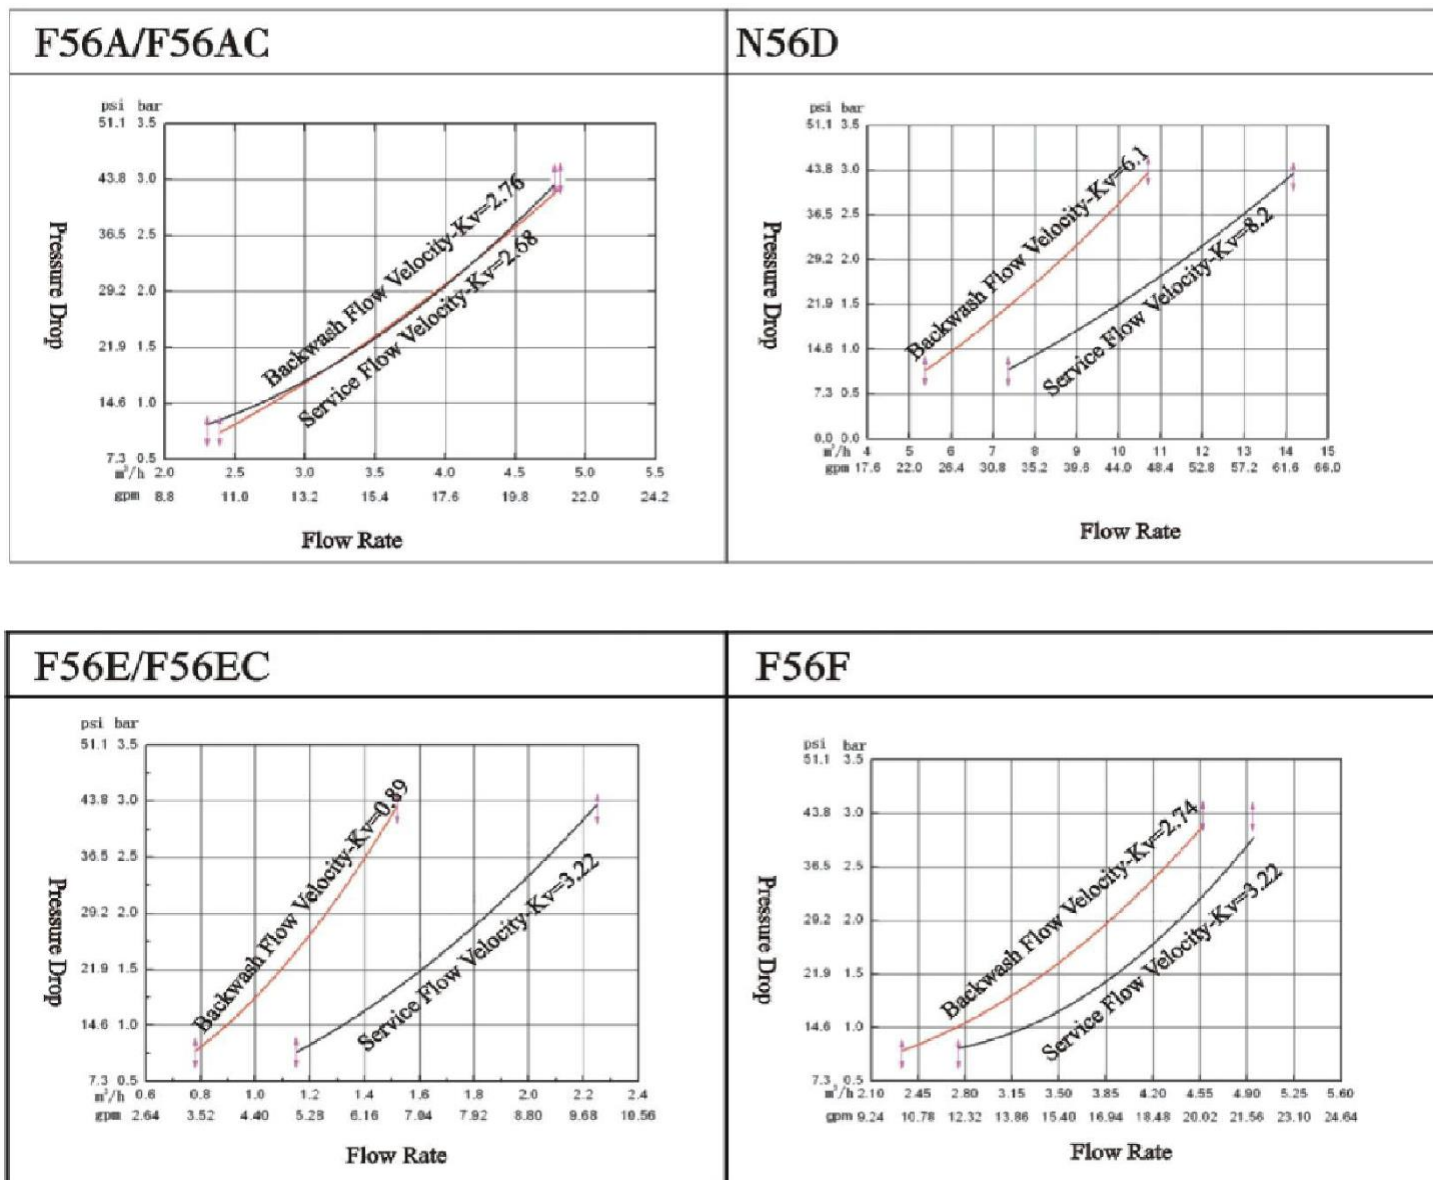 F56A/F56AC
psi bar
51.1 3.5
43.8 3.0
36.5 2.5
29.2 2.0
21.9 1.5
14.6 1.0
7.3 0.5
Pressure Drop
Backwash Flow Velocity-Kv=2.76
Service Flow Velocity-Kv=2.68
m³/h 2.0 2.5 3.0 3.5 4.0 4.5 5.0 5.5
gpm 8.8 11.0 13.2 15.4 17.6 19.8 22.0 24.2
Flow Rate
N56D
psi bar
51.1 3.5
43.8 3.0
36.5 2.5
29.2 2.0
21.9 1.5
14.6 1.0
7.3 0.5
0.0 0.0
Pressure Drop
Backwash Flow Velocity-Kv=6.1
Service Flow Velocity-Kv=8.2
m³/h 4 5 6 7 8 9 10 11 12 13 14 15
gpm 17.6 22.0 26.4 30.8 35.2 39.6 44.0 48.4 52.8 57.2 61.6 66.0
Flow Rate
F56E/F56EC
psi bar
51.1 3.5
43.8 3.0
36.5 2.5
29.2 2.0
21.9 1.5
14.6 1.0
7.3 0.5
Pressure Drop
Backwash Flow Velocity-Kv=0.89
Service Flow Velocity-Kv=3.22
m³/h 0.6 0.8 1.0 1.2 1.4 1.6 1.8 2.0 2.2 2.4
gpm 2.64 3.52 4.40 5.28 6.16 7.04 7.92 8.80 9.68 10.56
Flow Rate
F56F
psi bar
51.1 3.5
43.8 3.0
36.5 2.5
29.2 2.0
21.9 1.5
14.6 1.0
7.3 0.5
Pressure Drop
Backwash Flow Velocity-Kv=2.74
Service Flow Velocity-Kv=3.22
m³/h 2.10 2.45 2.80 3.15 3.50 3.85 4.20 4.55 4.90 5.25 5.60
gpm 9.24 10.78 12.32 13.86 15.40 16.94 18.48 20.02 21.56 23.10 24.64
Flow Rate